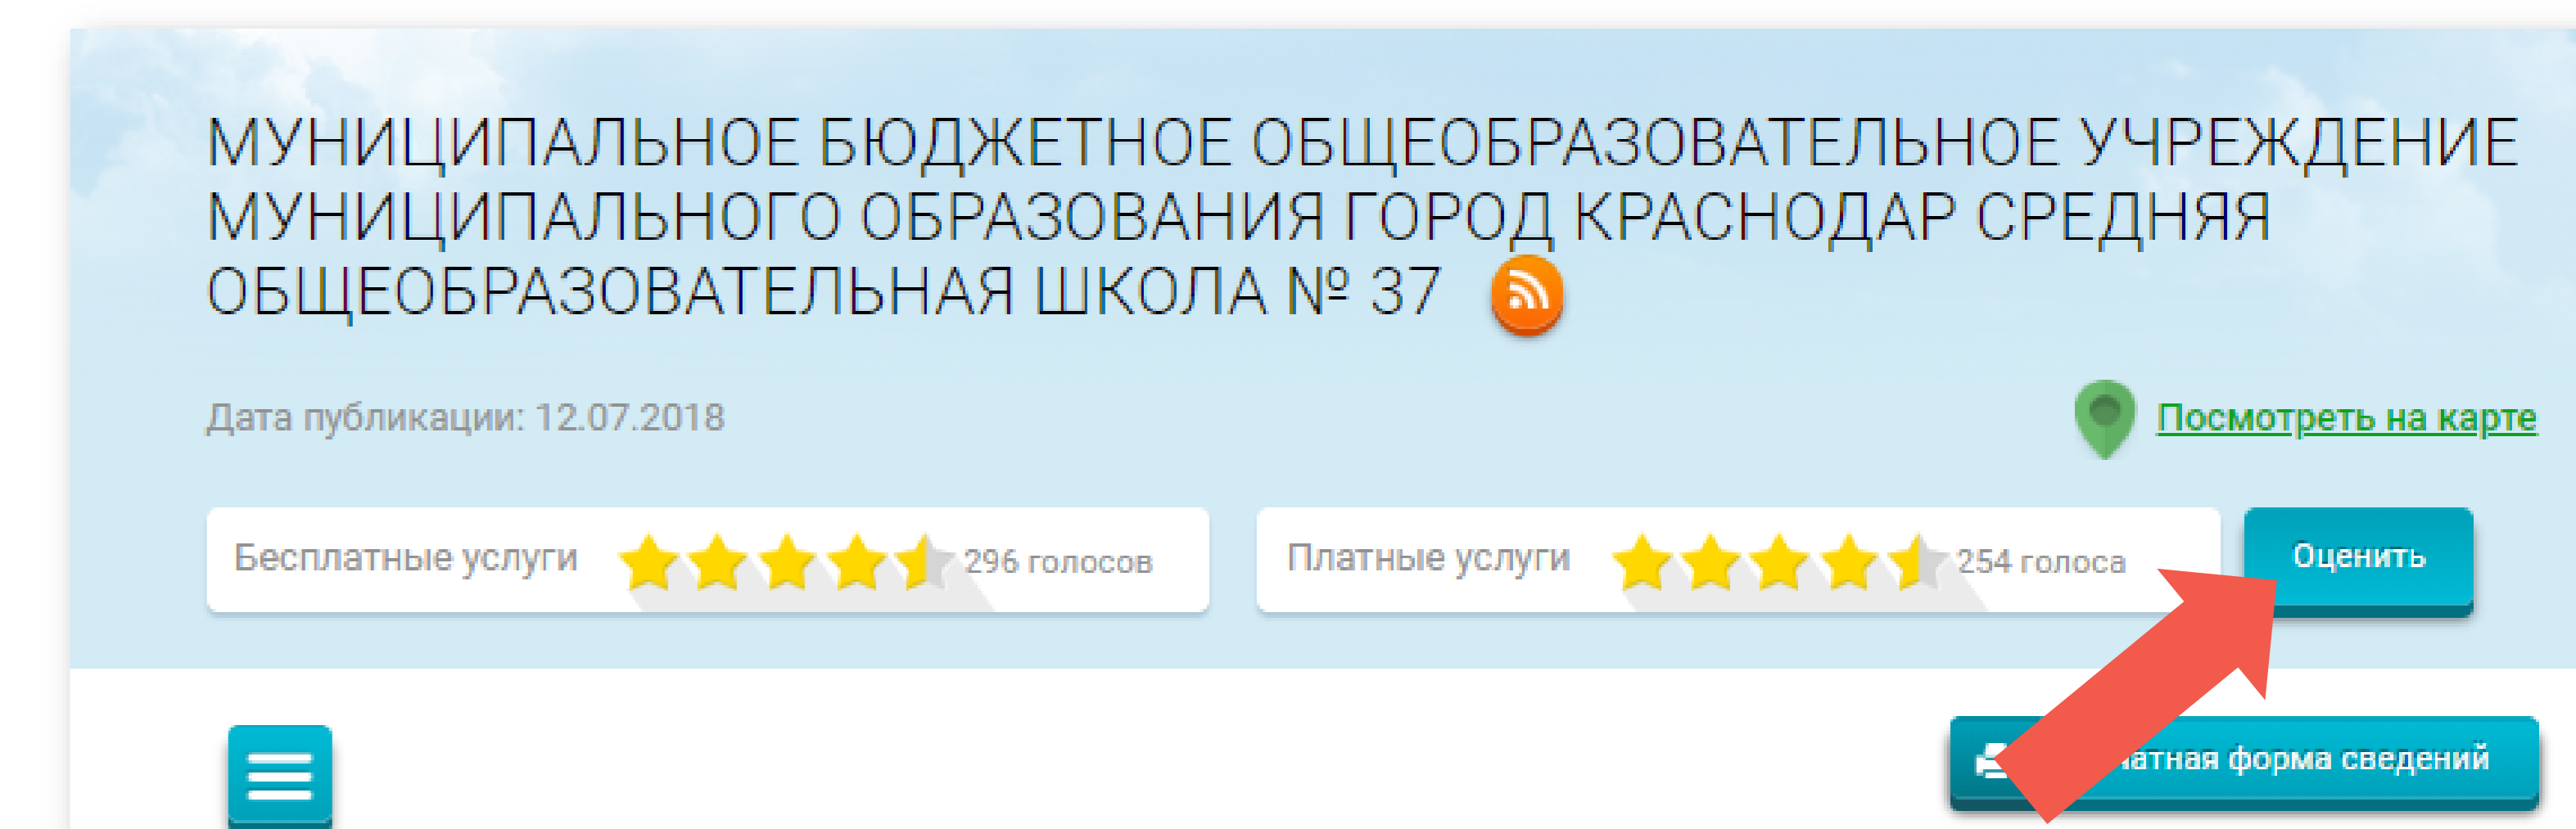 МУНИЦИПАЛЬНОЕ БЮДЖЕТНОЕ ОБЩЕОБРАЗОВАТЕЛЬНОЕ УЧРЕЖДЕНИЕ
МУНИЦИПАЛЬНОГО ОБРАЗОВАНИЯ ГОРОД КРАСНОДАР СРЕДНЯЯ
ОБЩЕОБРАЗОВАТЕЛЬНАЯ ШКОЛА № 37
Дата публикации: 12.07.2018
Посмотреть на карте
Бесплатные услуги 296 голосов
Платные услуги 254 голоса
Оценить
форма сведений